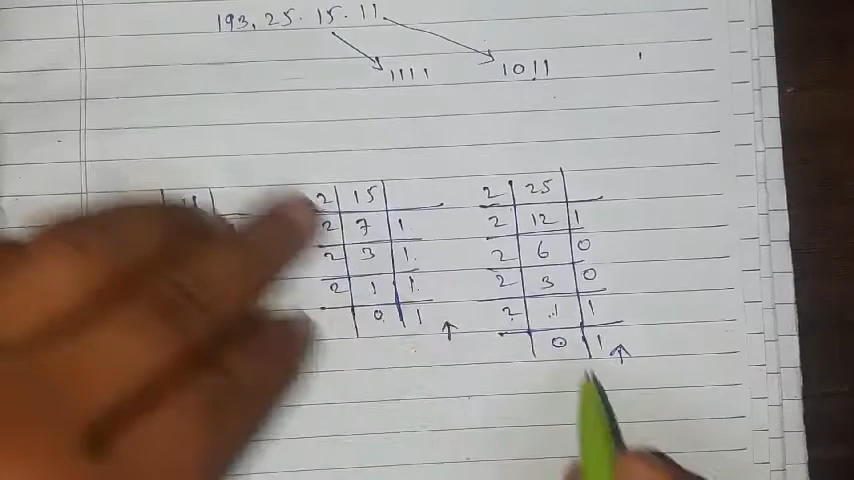 193.25.15.11
1111 1011
11 2 15 2 25
2 7 1 2 12 1
2 3 1 2 6 0
2 1 1 2 3 0
0 1 ↑ 2 1 1
0 1 ↑